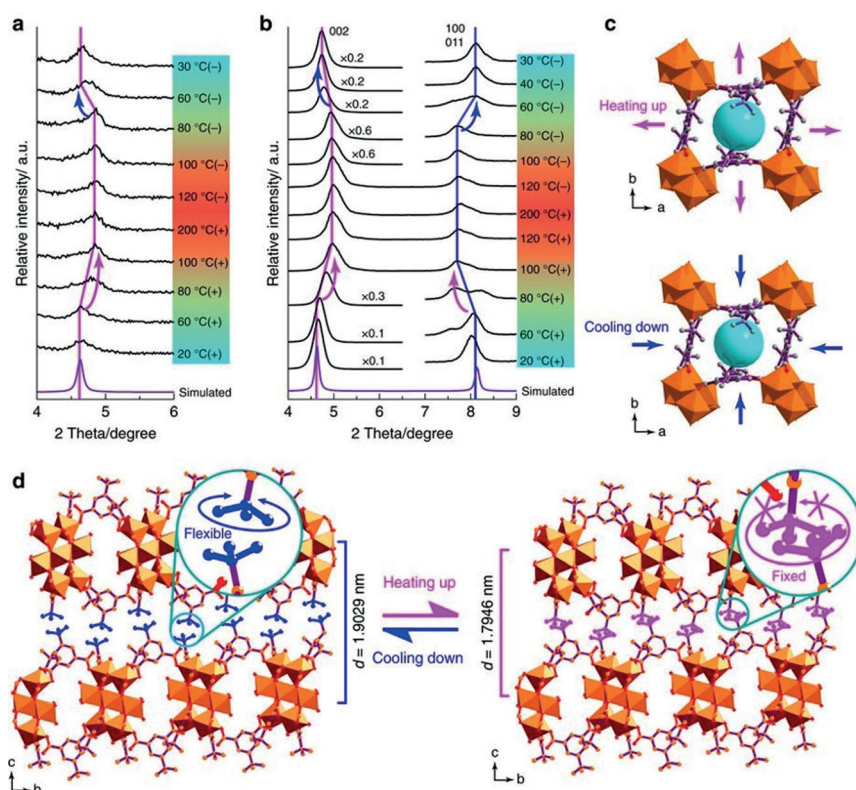 a
Relative intensity/ a.u.
30 °C(−)
60 °C(−)
80 °C(−)
100 °C(−)
120 °C(−)
200 °C(+)
100 °C(+)
80 °C(+)
60 °C(+)
20 °C(+)
Simulated
4 5 6
2 Theta/degree
b
Relative intensity/ a.u.
002
100
011
×0.2
×0.2
×0.2
×0.6
×0.6
×0.3
×0.1
×0.1
30 °C(−)
40 °C(−)
60 °C(−)
80 °C(−)
100 °C(−)
120 °C(−)
200 °C(+)
120 °C(+)
100 °C(+)
80 °C(+)
60 °C(+)
20 °C(+)
Simulated
4 5 7 8 9
2 Theta/degree
c
Heating up
b
a
Cooling down
b
a
d
Flexible
d = 1.9029 nm
Heating up
Cooling down
d = 1.7946 nm
Fixed
c
b
c
b